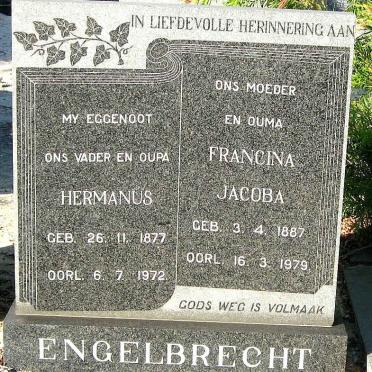 IN LIEFDEVOLLE HERINNERING AAN
MY EGGENOOT
ONS VADER EN OUPA
HERMANUS
GEB. 26. 11. 1877
OORL. 6. 7. 1972.
ONS MOEDER
EN OUMA
FRANCINA
JACOBA
GEB. 3. 4. 1887
OORL. 16. 3. 1979.
GODS WEG IS VOLMAAK
ENGELBRECHT